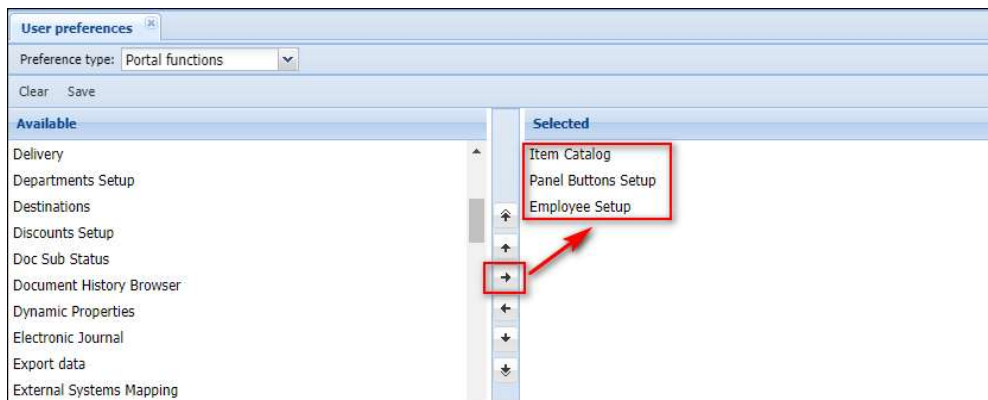 User preferences
Preference type: Portal functions
Clear Save
Available
Delivery
Departments Setup
Destinations
Discounts Setup
Doc Sub Status
Document History Browser
Dynamic Properties
Electronic Journal
Export data
External Systems Mapping
Selected
Item Catalog
Panel Buttons Setup
Employee Setup